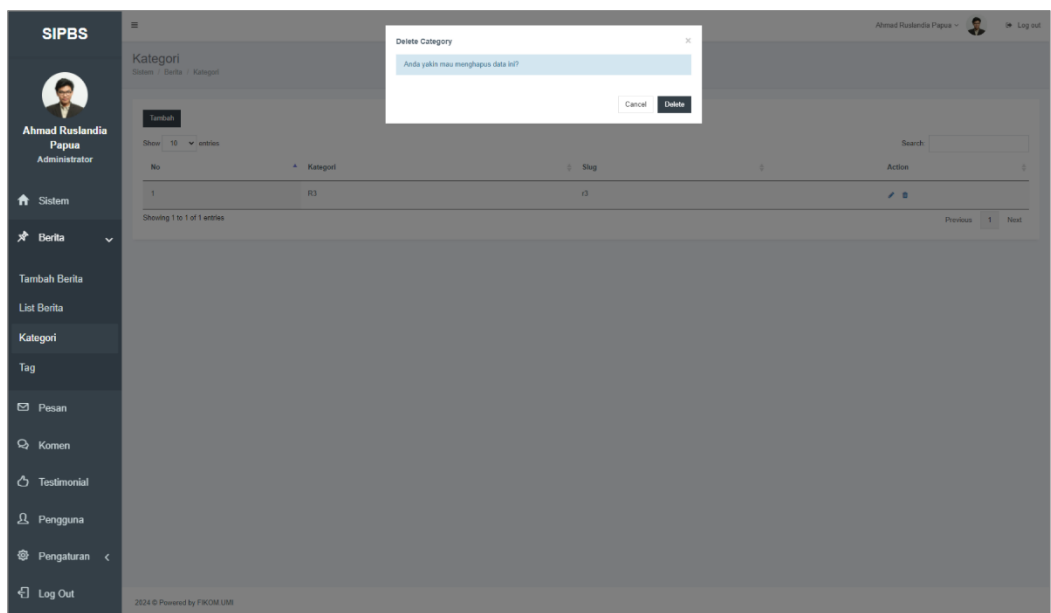 SIPBS
Ahmad Ruslandia
Papua
Administrator
Sistem
Berita
Tambah Berita
List Berita
Kategori
Tag
Pesan
Komen
Testimonial
Pengguna
Pengaturan
Log Out
Ahmad Ruslandia Papua
Log out
Kategori
Sistem / Berita / Kategori
Delete Category ×
Anda yakin mau menghapus data ini?
Cancel Delete
Tambah
Show 10 entries
Search:
No Kategori Slug Action
1 R3 r3
Showing 1 to 1 of 1 entries
Previous 1 Next
2024 © Powered by FIKOM UMI